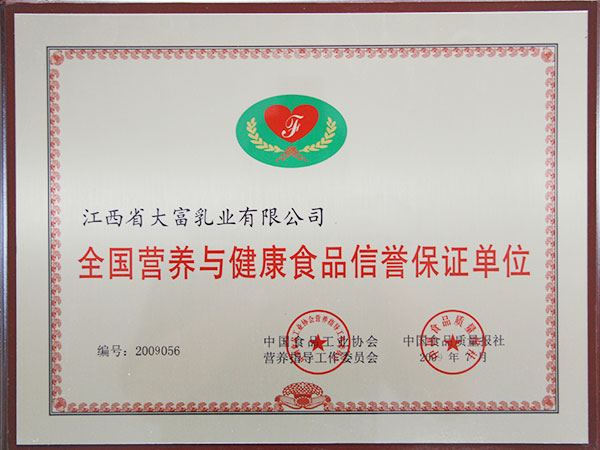 F
江西省大富乳业有限公司
全国营养与健康食品信誉保证单位
编号：2009056
中国食品工业协会
营养指导工作委员会
中国食品质量报社
年 月